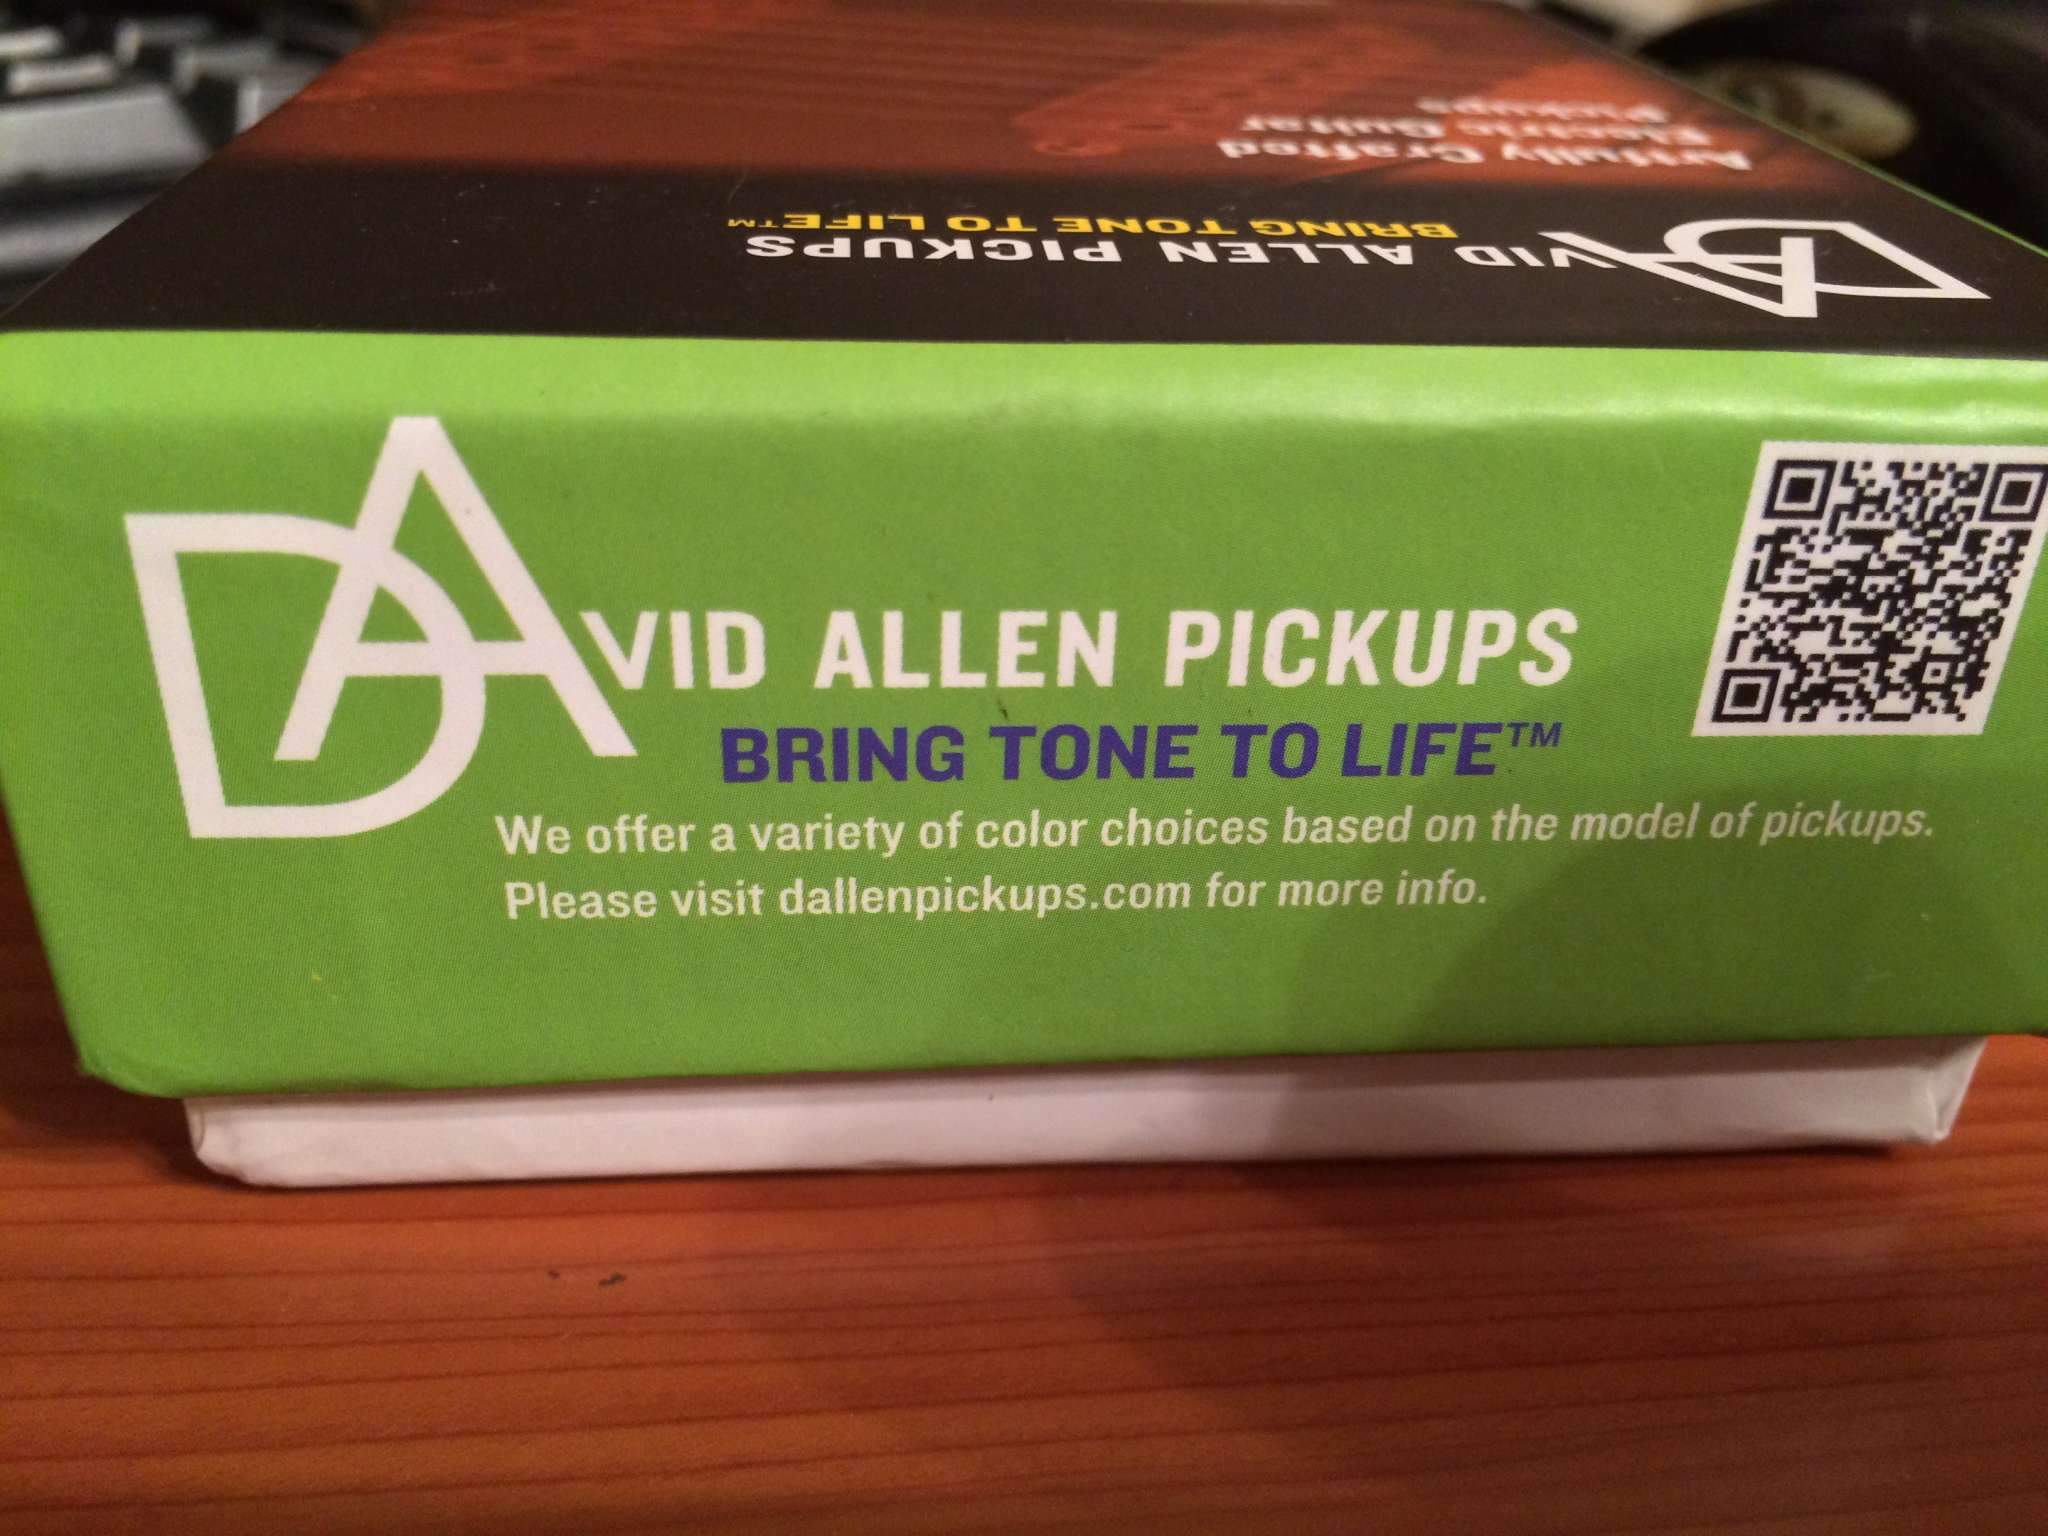 Artfully Crafted
Electric Guitar
Pickups
DAVID ALLEN PICKUPS
BRING TONE TO LIFE™
DAVID ALLEN PICKUPS
BRING TONE TO LIFE™
We offer a variety of color choices based on the model of pickups.
Please visit dallenpickups.com for more info.